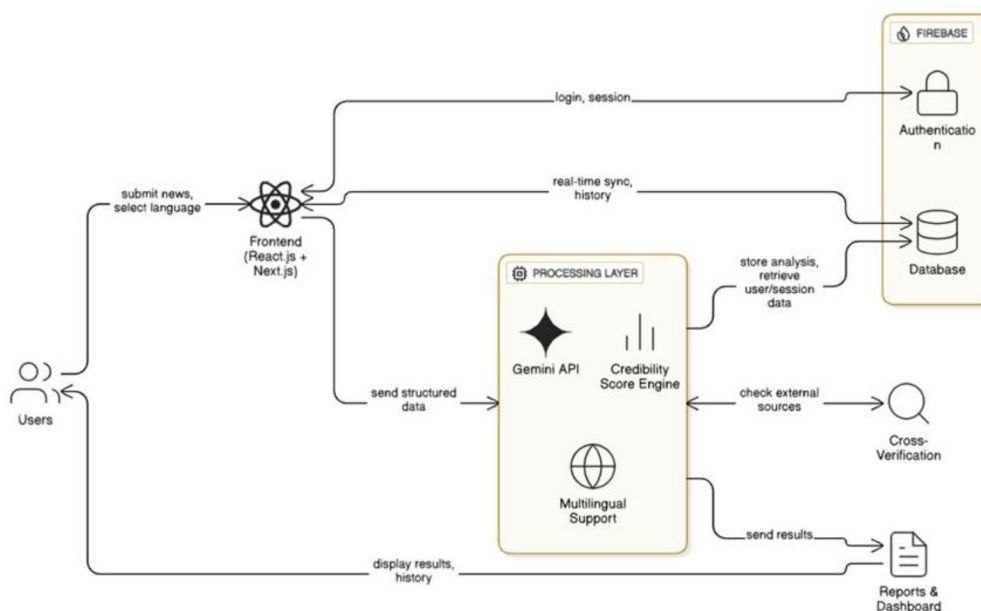 FIREBASE
login, session
Authenticatio
n
submit news,
select language
real-time sync,
history
Frontend
(React.js +
Next.js)
Database
store analysis,
retrieve
user/session
data
PROCESSING LAYER
Gemini API
Credibility
Score Engine
Users
send structured
data
check external
sources
Cross-
Verification
Multilingual
Support
send results
display results,
history
Reports &
Dashboard